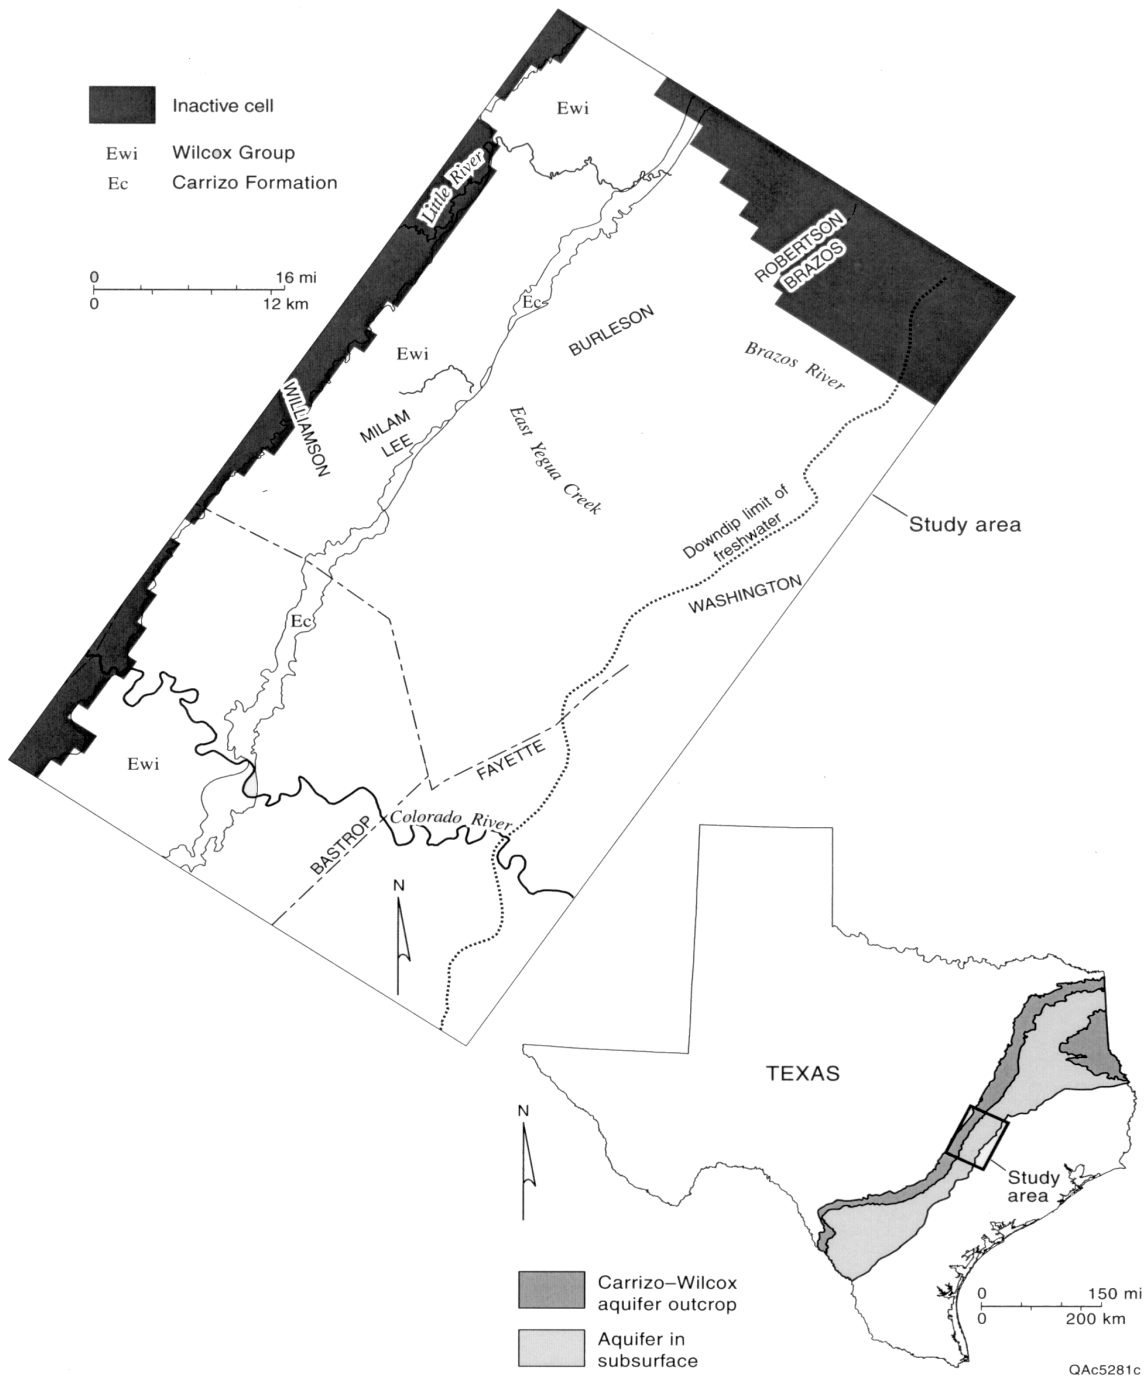 Inactive cell
Ewi Wilcox Group
Ec Carrizo Formation
0 16 mi
0 12 km
Ewi
Little River
ROBERTSON
BRAZOS
Ec
BURLESON
Brazos River
Ewi
WILLIAMSON
MILAM
LEE
East Yegua Creek
Downdip limit of
freshwater
Study area
WASHINGTON
Ec
Ewi
FAYETTE
Colorado River
BASTROP
N
TEXAS
N
Study
area
Carrizo–Wilcox
aquifer outcrop
Aquifer in
subsurface
0 150 mi
0 200 km
QAc5281c